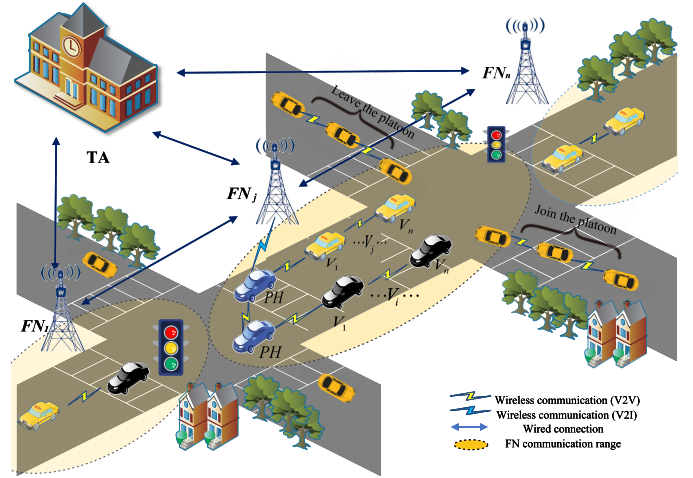 FNn
Leave the platoon
TA
FNj
Vn
···Vj···
V1
Vn
Join the platoon
PH
···Vi···
V1
FN1
PH
Wireless communication (V2V)
Wireless communication (V2I)
Wired connection
FN communication range